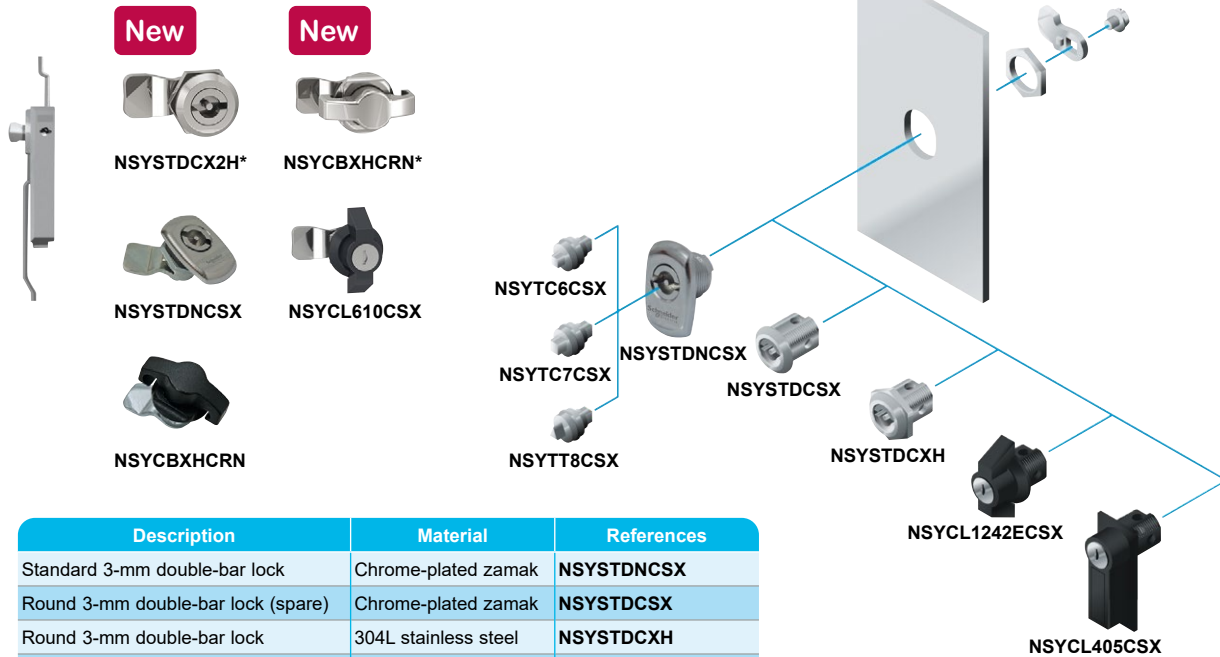 New
New
NSYSTDCX2H*
NSYCBXHCRN*
NSYSTDNCSX
NSYCL610CSX
NSYCBXHCRN
NSYTC6CSX
NSYTC7CSX
NSYTT8CSX
Schneider
NSYSTDNCSX
NSYSTDCSX
NSYSTDCXH
NSYCL1242ECSX
NSYCL405CSX
Description Material References
Standard 3-mm double-bar lock Chrome-plated zamak NSYSTDNCSX
Round 3-mm double-bar lock (spare) Chrome-plated zamak NSYSTDCSX
Round 3-mm double-bar lock 304L stainless steel NSYSTDCXH